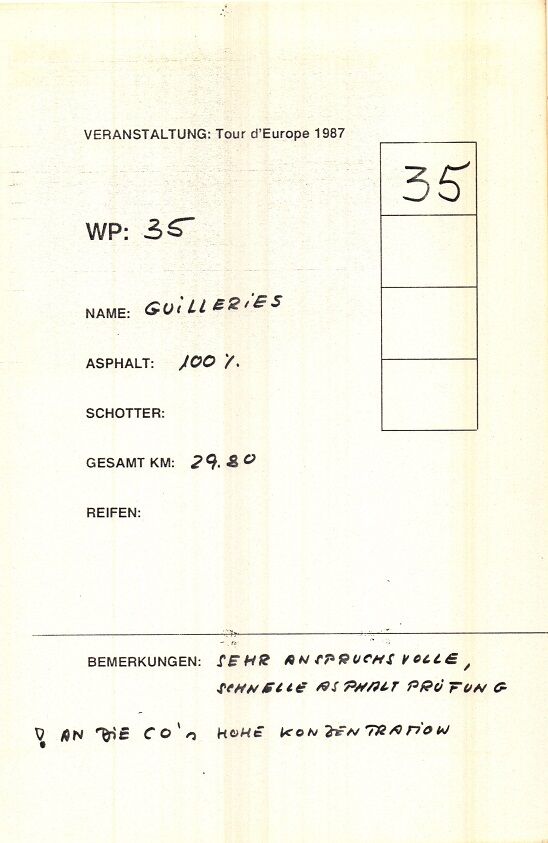 VERANSTALTUNG: Tour d'Europe 1987
35
WP: 35
NAME: GUILLERIES
ASPHALT: 100 %.
SCHOTTER:
GESAMT KM: 29.80
REIFEN:
BEMERKUNGEN: SEHR ANSPRUCHSVOLLE,
SCHNELLE ASPHALT PRÜFUNG
! AN DIE CO's HOHE KONZENTRATION